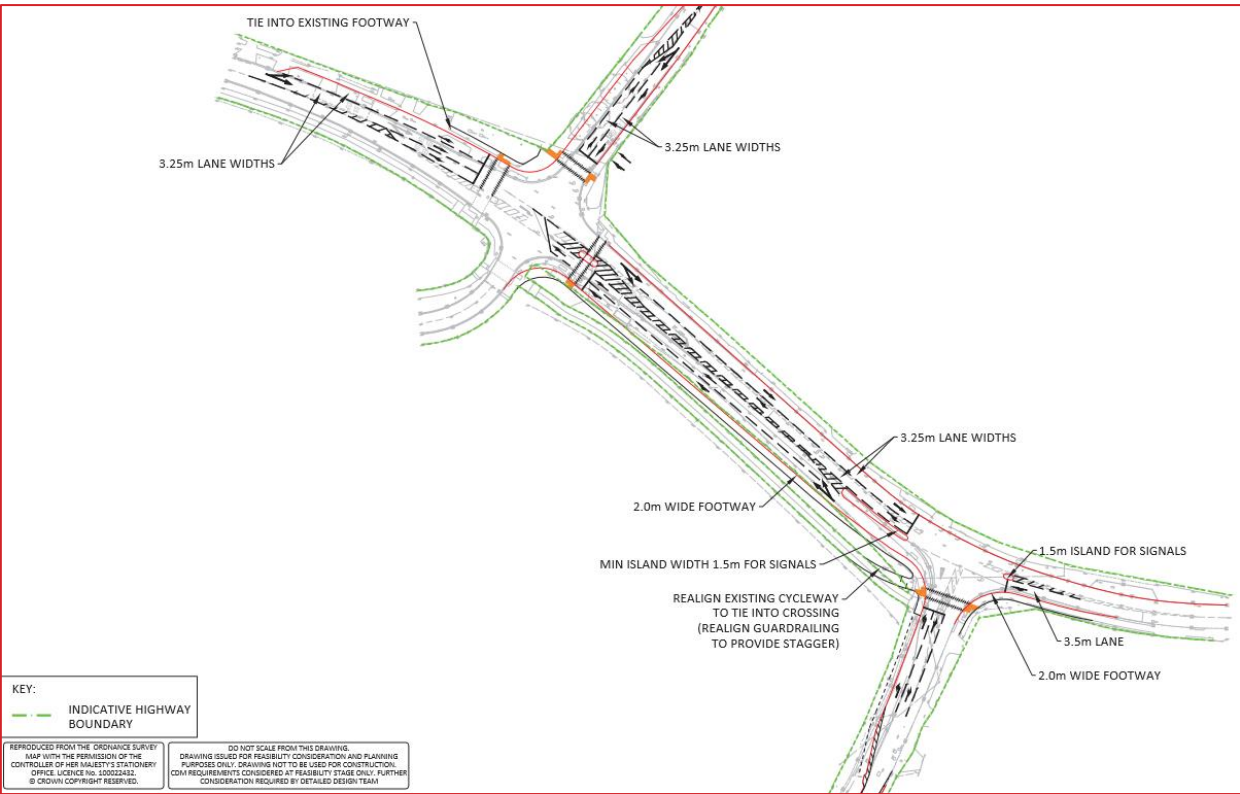 TIE INTO EXISTING FOOTWAY
3.25m LANE WIDTHS
3.25m LANE WIDTHS
3.25m LANE WIDTHS
2.0m WIDE FOOTWAY
MIN ISLAND WIDTH 1.5m FOR SIGNALS
1.5m ISLAND FOR SIGNALS
REALIGN EXISTING CYCLEWAY
TO TIE INTO CROSSING
(REALIGN GUARDRAILING
TO PROVIDE STAGGER)
3.5m LANE
2.0m WIDE FOOTWAY
KEY:
INDICATIVE HIGHWAY
BOUNDARY
REPRODUCED FROM THE ORDNANCE SURVEY
MAP WITH THE PERMISSION OF THE
CONTROLLER OF HER MAJESTY'S STATIONERY
OFFICE. LICENCE No. 100022432.
© CROWN COPYRIGHT RESERVED.
DO NOT SCALE FROM THIS DRAWING.
DRAWING ISSUED FOR FEASIBILITY CONSIDERATION AND PLANNING
PURPOSES ONLY. DRAWING NOT TO BE USED FOR CONSTRUCTION.
CDM REQUIREMENTS CONSIDERED AT FEASIBILITY STAGE ONLY. FURTHER
CONSIDERATION REQUIRED BY DETAILED DESIGN TEAM